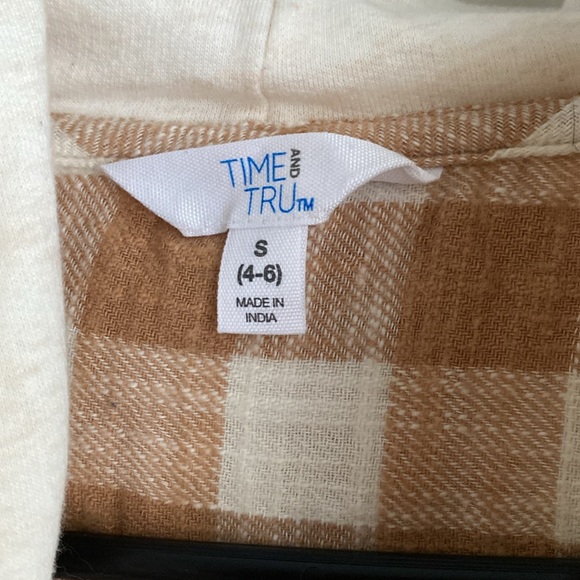 TIME AND
TRU™
S
(4-6)
MADE IN
INDIA